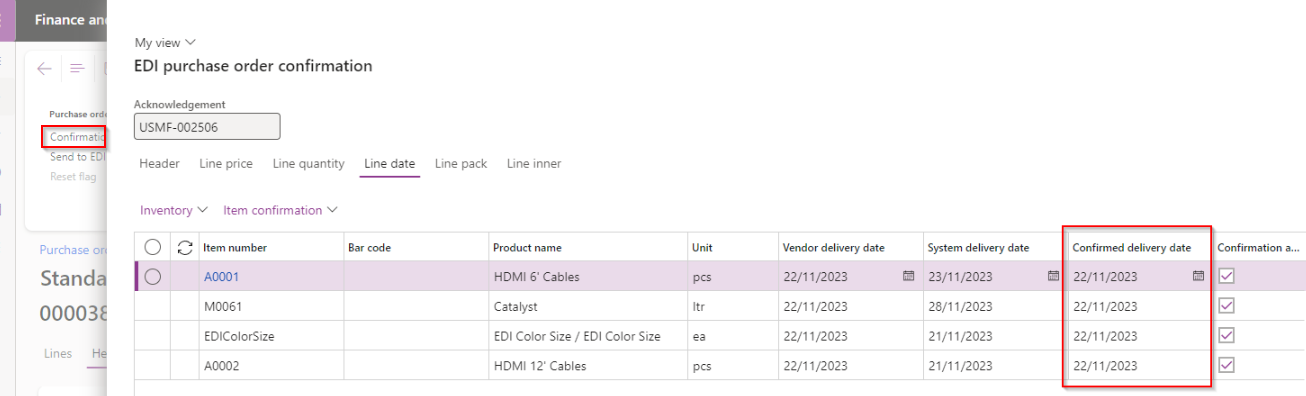 Finance an
My view
EDI purchase order confirmation
Acknowledgement
USMF-002506
Purchase orde
Confirmatio
Send to EDI
Reset flag
Header Line price Line quantity Line date Line pack Line inner
Inventory Item confirmation
Item number Bar code Product name Unit Vendor delivery date System delivery date Confirmed delivery date Confirmation a...
A0001 HDMI 6' Cables pcs 22/11/2023 23/11/2023 22/11/2023
M0061 Catalyst ltr 22/11/2023 28/11/2023 22/11/2023
EDIColorSize EDI Color Size / EDI Color Size ea 22/11/2023 21/11/2023 22/11/2023
A0002 HDMI 12' Cables pcs 22/11/2023 21/11/2023 22/11/2023
Purchase or
Standa
000038
Lines He